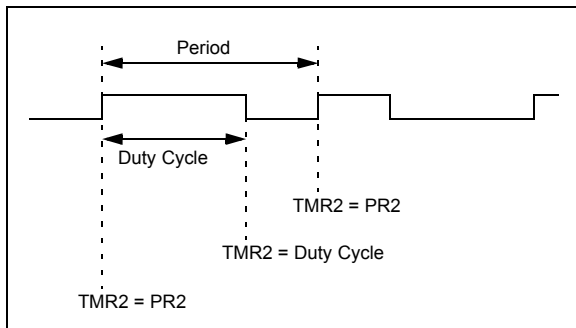 Period
Duty Cycle
TMR2 = PR2
TMR2 = Duty Cycle
TMR2 = PR2